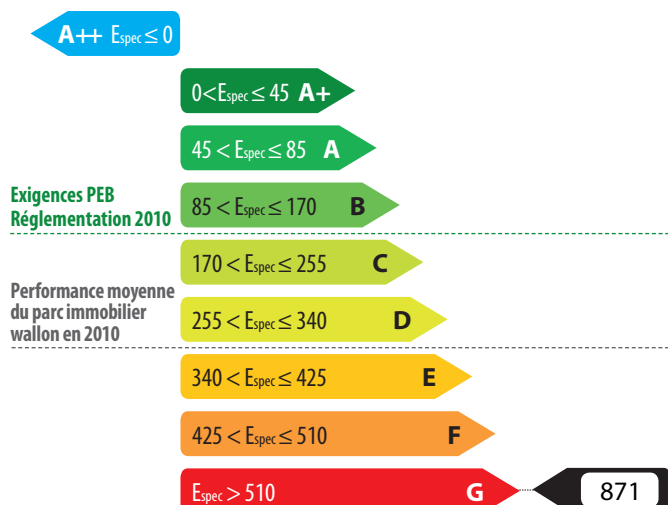 A++ Espec ≤ 0
0<Espec ≤ 45 A+
45 < Espec ≤ 85 A
Exigences PEB
Réglementation 2010
85 < Espec ≤ 170 B
170 < Espec ≤ 255 C
Performance moyenne
du parc immobilier
wallon en 2010
255 < Espec ≤ 340 D
340 < Espec ≤ 425 E
425 < Espec ≤ 510 F
Espec > 510 G 871